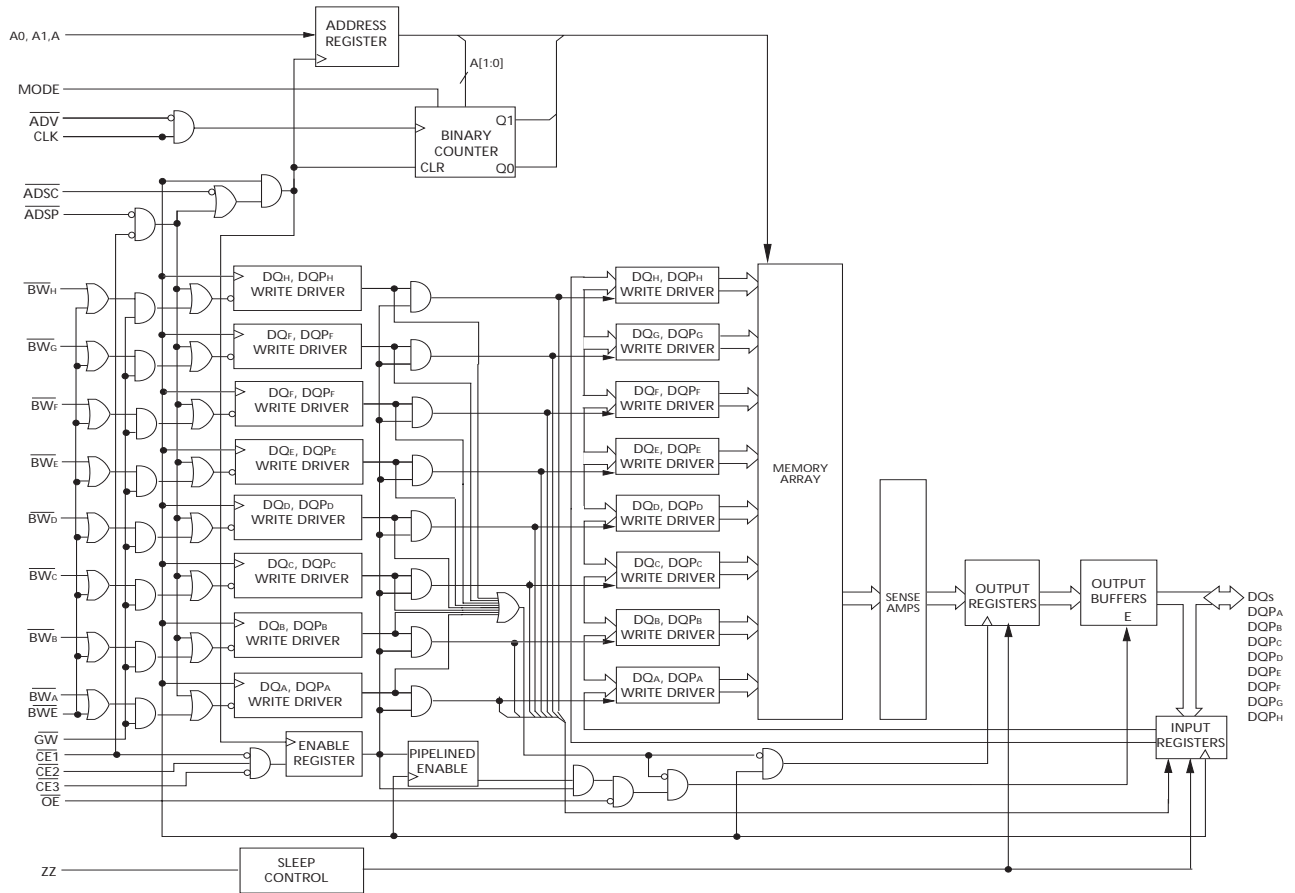 A0, A1,A
ADDRESS
REGISTER
A[1:0]
MODE
ADV
CLK
BINARY
COUNTER
CLR
Q1
Q0
ADSC
ADSP
BWH
DQH, DQPH
WRITE DRIVER
DQH, DQPH
WRITE DRIVER
BWG
DQF, DQPF
WRITE DRIVER
DQG, DQPG
WRITE DRIVER
BWF
DQF, DQPF
WRITE DRIVER
DQF, DQPF
WRITE DRIVER
BWE
DQE, DQPE
WRITE DRIVER
DQE, DQPE
WRITE DRIVER
MEMORY
ARRAY
BWD
DQD, DQPD
WRITE DRIVER
DQD, DQPD
WRITE DRIVER
BWC
DQC, DQPC
WRITE DRIVER
DQC, DQPC
WRITE DRIVER
SENSE
AMPS
OUTPUT
REGISTERS
OUTPUT
BUFFERS
E
DQS
DQPA
DQPB
DQPC
DQPD
DQPE
DQPF
DQPG
DQPH
BWB
DQB, DQPB
WRITE DRIVER
DQB, DQPB
WRITE DRIVER
BWA
BWE
DQA, DQPA
WRITE DRIVER
DQA, DQPA
WRITE DRIVER
INPUT
REGISTERS
GW
CE1
CE2
CE3
OE
ENABLE
REGISTER
PIPELINED
ENABLE
ZZ
SLEEP
CONTROL